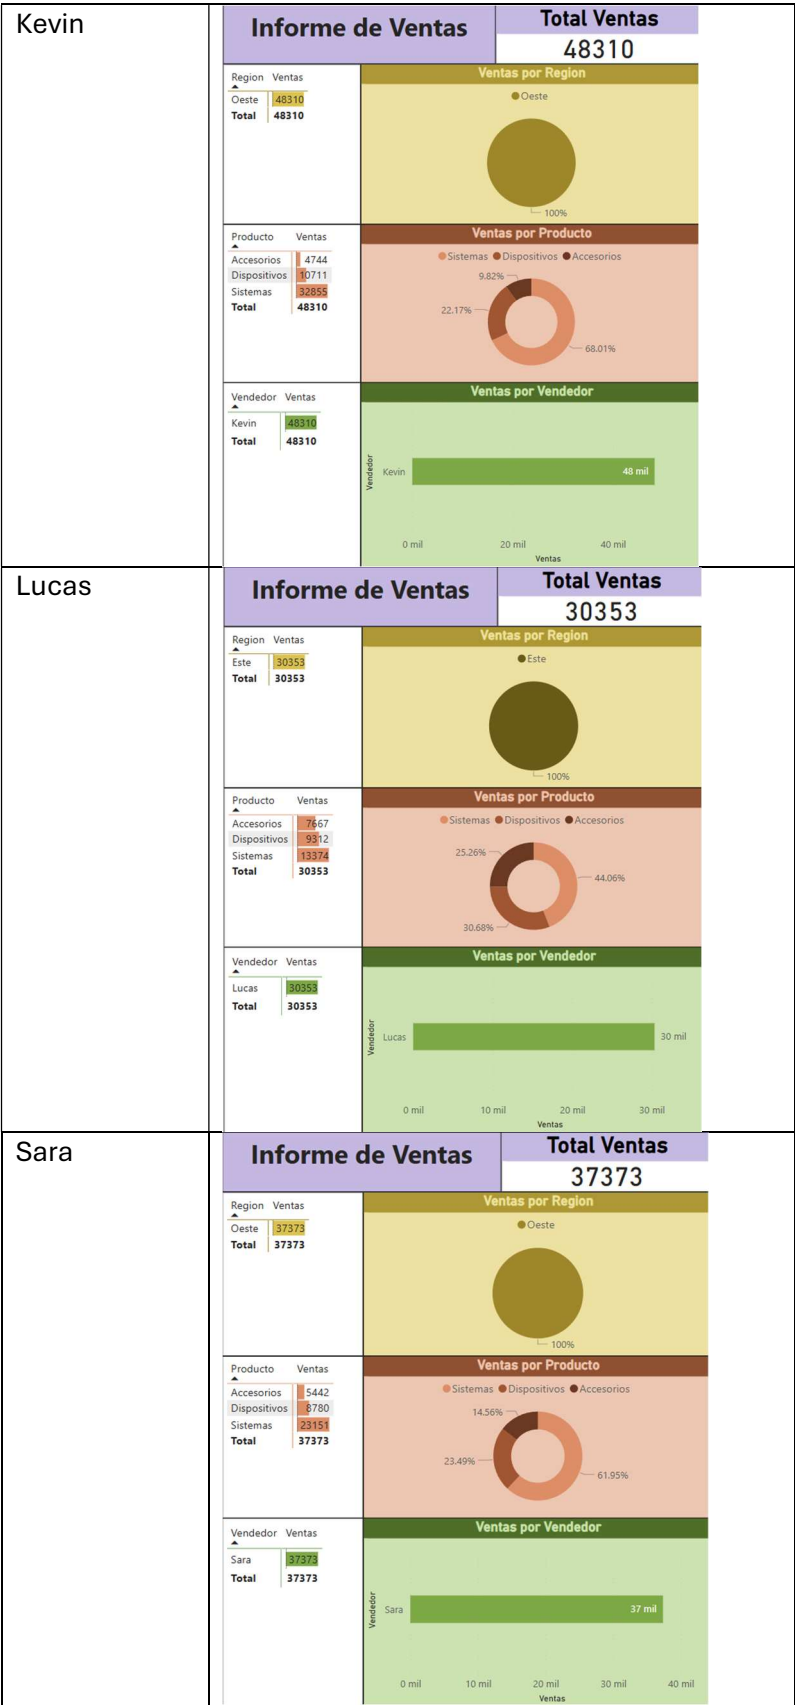 Kevin
Informe de Ventas
Total Ventas
48310
Region Ventas
Oeste 48310
Total 48310
Ventas por Region
Oeste
100%
Producto Ventas
Accesorios 4744
Dispositivos 10711
Sistemas 32855
Total 48310
Ventas por Producto
Sistemas Dispositivos Accesorios
9.82%
22.17%
68.01%
Vendedor Ventas
Kevin 48310
Total 48310
Ventas por Vendedor
Vendedor
Kevin
48 mil
0 mil 20 mil 40 mil
Ventas
Lucas
Informe de Ventas
Total Ventas
30353
Region Ventas
Este 30353
Total 30353
Ventas por Region
Este
100%
Producto Ventas
Accesorios 7667
Dispositivos 9312
Sistemas 13374
Total 30353
Ventas por Producto
Sistemas Dispositivos Accesorios
25.26%
44.06%
30.68%
Vendedor Ventas
Lucas 30353
Total 30353
Ventas por Vendedor
Vendedor
Lucas
30 mil
0 mil 10 mil 20 mil 30 mil
Ventas
Sara
Informe de Ventas
Total Ventas
37373
Region Ventas
Oeste 37373
Total 37373
Ventas por Region
Oeste
100%
Producto Ventas
Accesorios 5442
Dispositivos 8780
Sistemas 23151
Total 37373
Ventas por Producto
Sistemas Dispositivos Accesorios
14.56%
23.49%
61.95%
Vendedor Ventas
Sara 37373
Total 37373
Ventas por Vendedor
Vendedor
Sara
37 mil
0 mil 10 mil 20 mil 30 mil 40 mil
Ventas